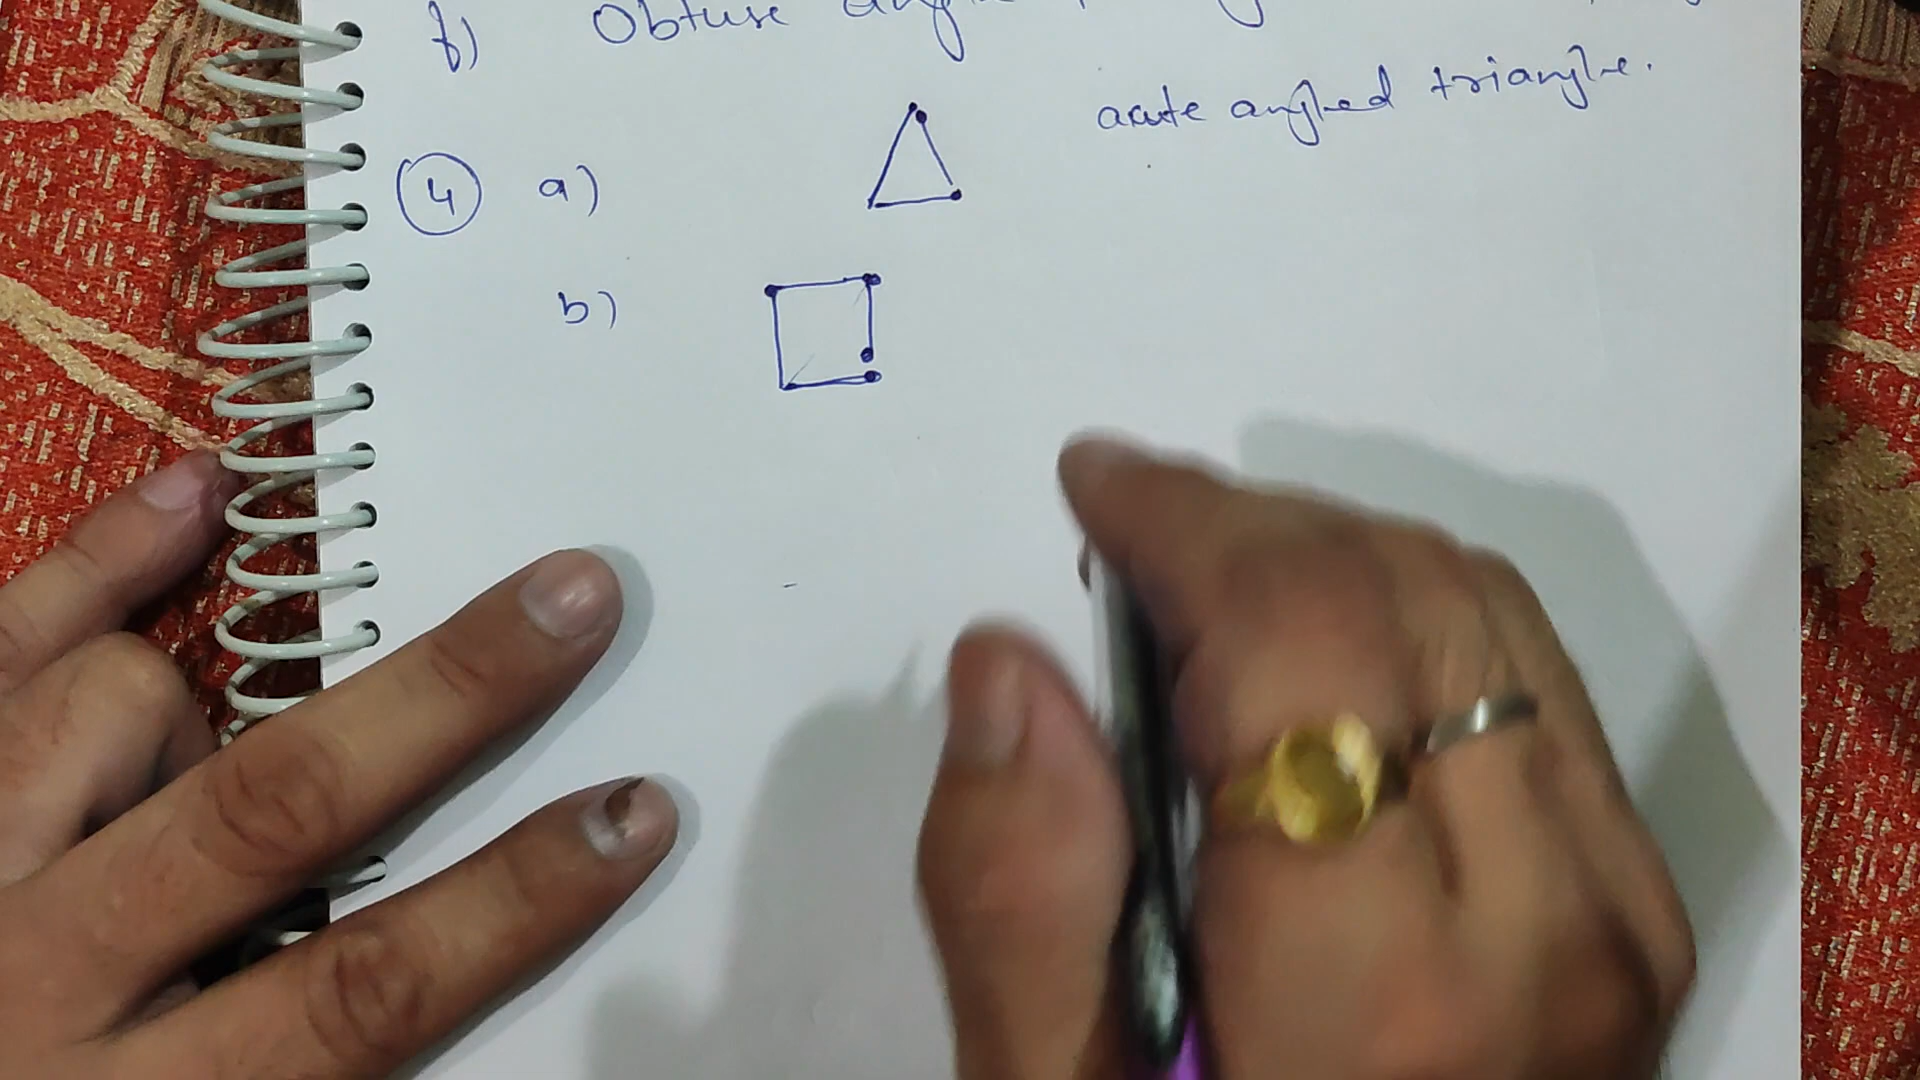 f) Obtuse
acute angled triangle.
4 a)
b)